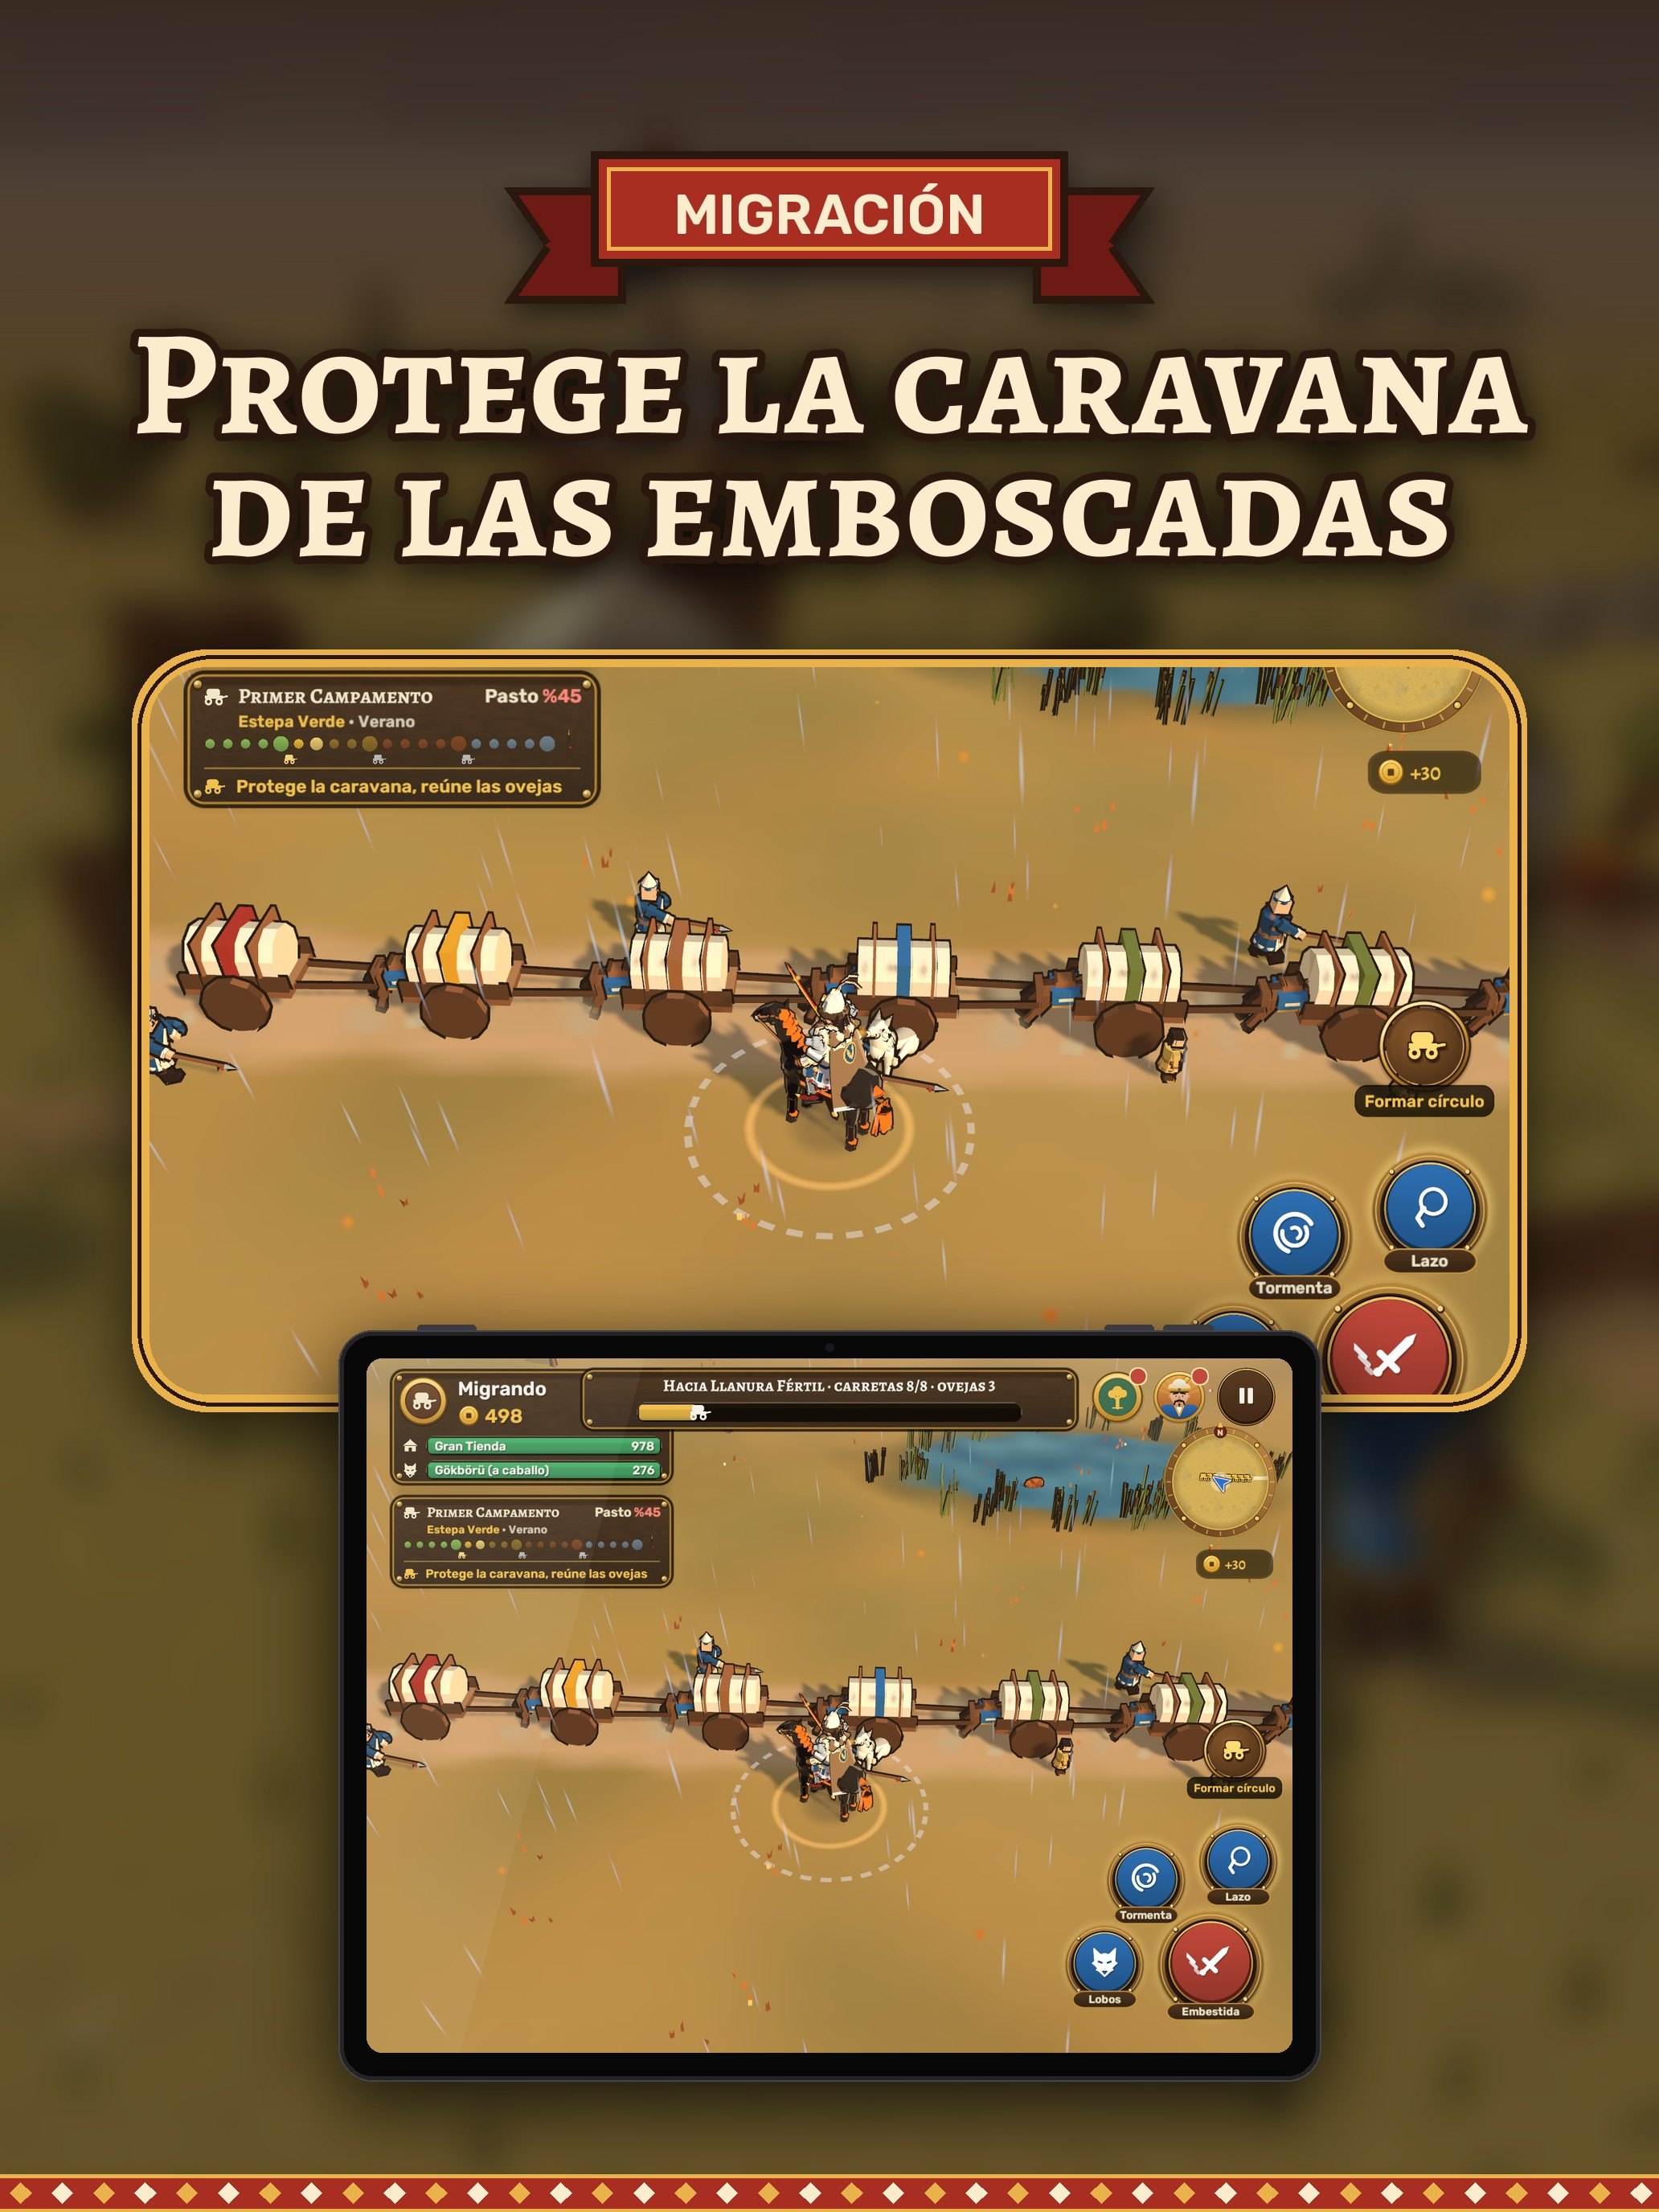 MIGRACIÓN
PROTEGE LA CARAVANA
DE LAS EMBOSCADAS
PRIMER CAMPAMENTO Pasto %45
Estepa Verde • Verano
Protege la caravana, reúne las ovejas
+30
Formar círculo
Lazo
Tormenta
Migrando
498
HACIA LLANURA FÉRTIL · CARRETAS 8/8 · OVEJAS 3
Gran Tienda 978
Gökbörü (a caballo) 276
N
PRIMER CAMPAMENTO Pasto %45
Estepa Verde • Verano
Protege la caravana, reúne las ovejas
+30
Formar círculo
Lazo
Tormenta
Lobos
Embestida